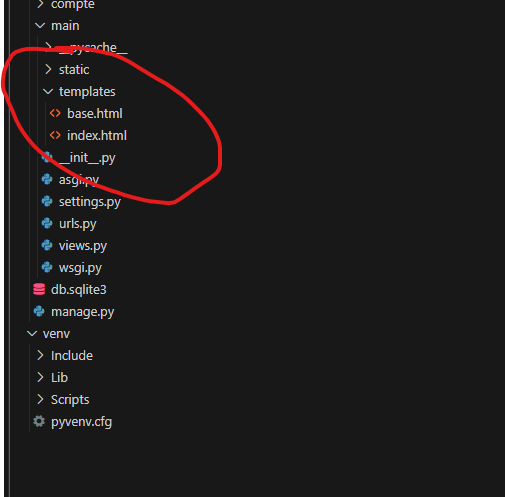 compte
main
__pycache__
static
templates
base.html
index.html
__init__.py
asgi.py
settings.py
urls.py
views.py
wsgi.py
db.sqlite3
manage.py
venv
Include
Lib
Scripts
pyvenv.cfg